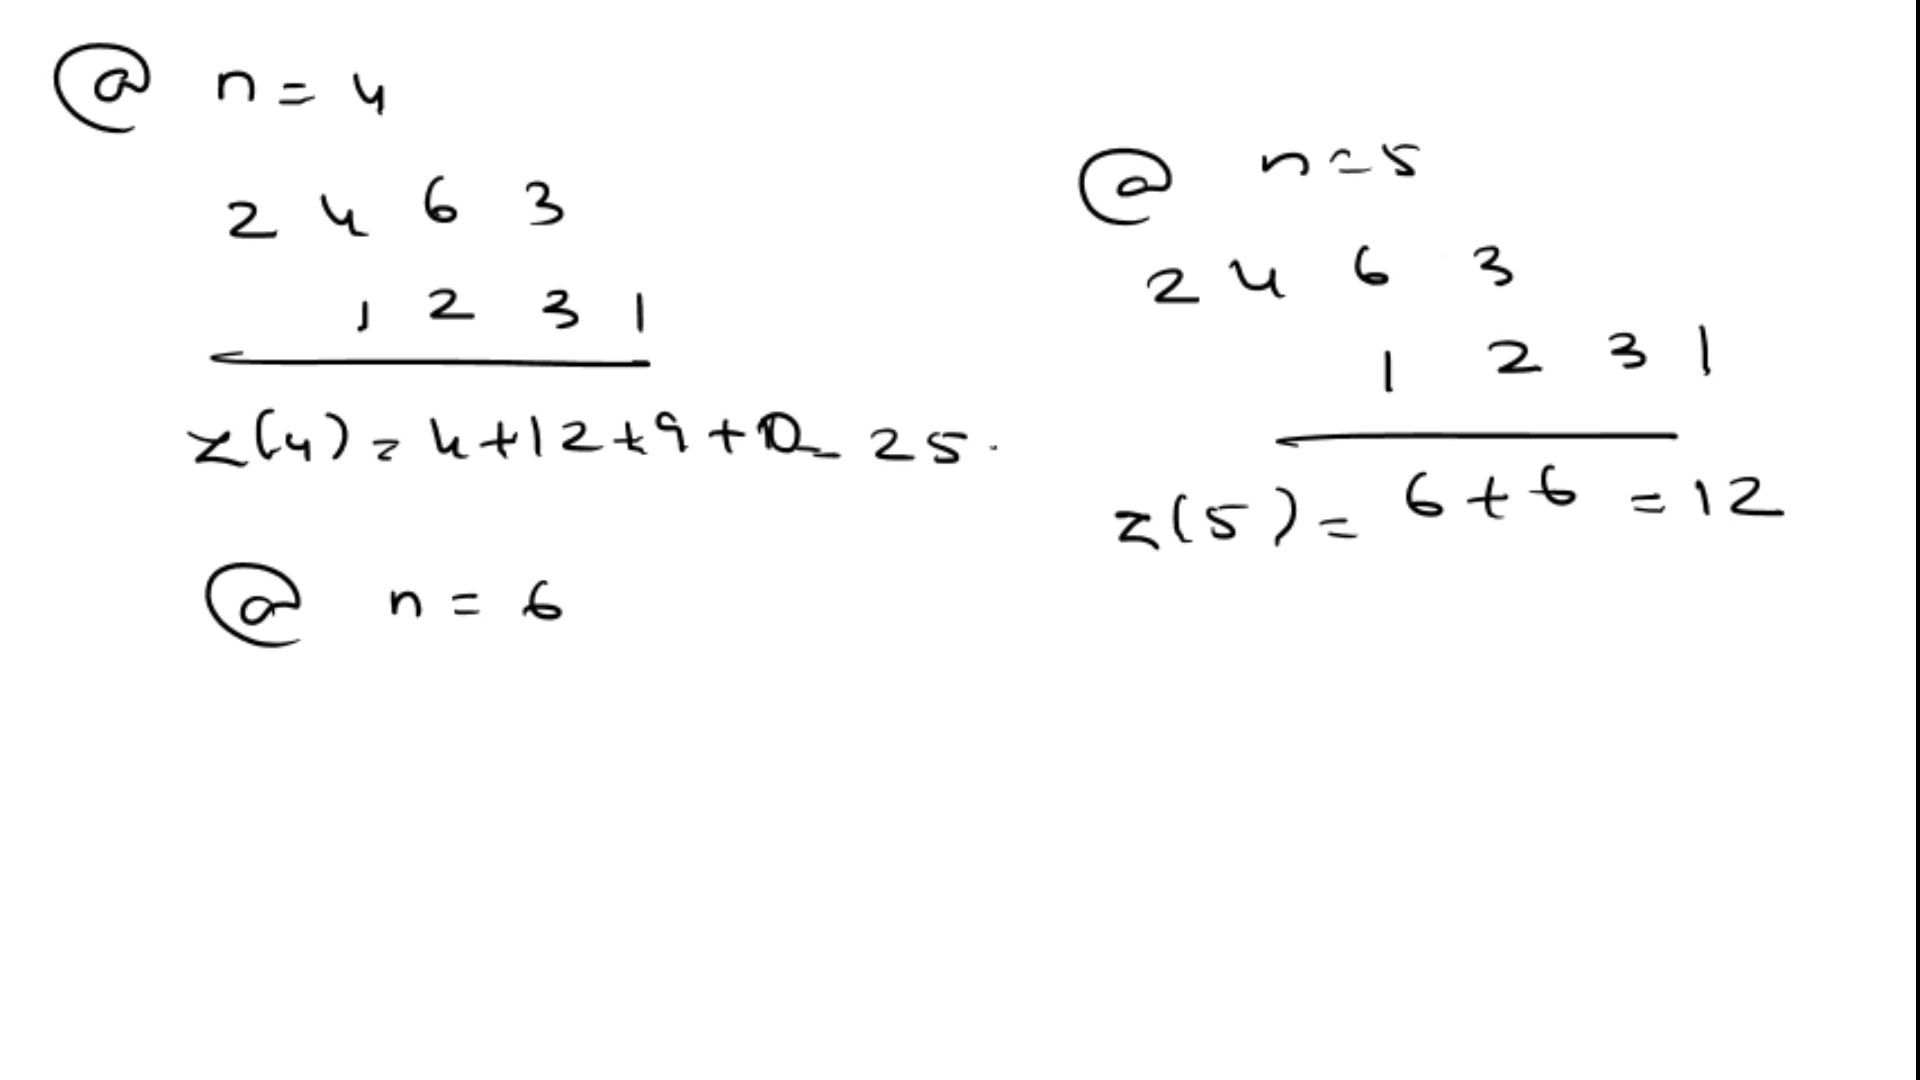 @ n = 4
2 4 6 3
1 2 3 1
z(4) = 4+12+9+0 = 25.
@ n = 6
@ n = 5
2 4 6 3
1 2 3 1
z(5) = 6 + 6 = 12